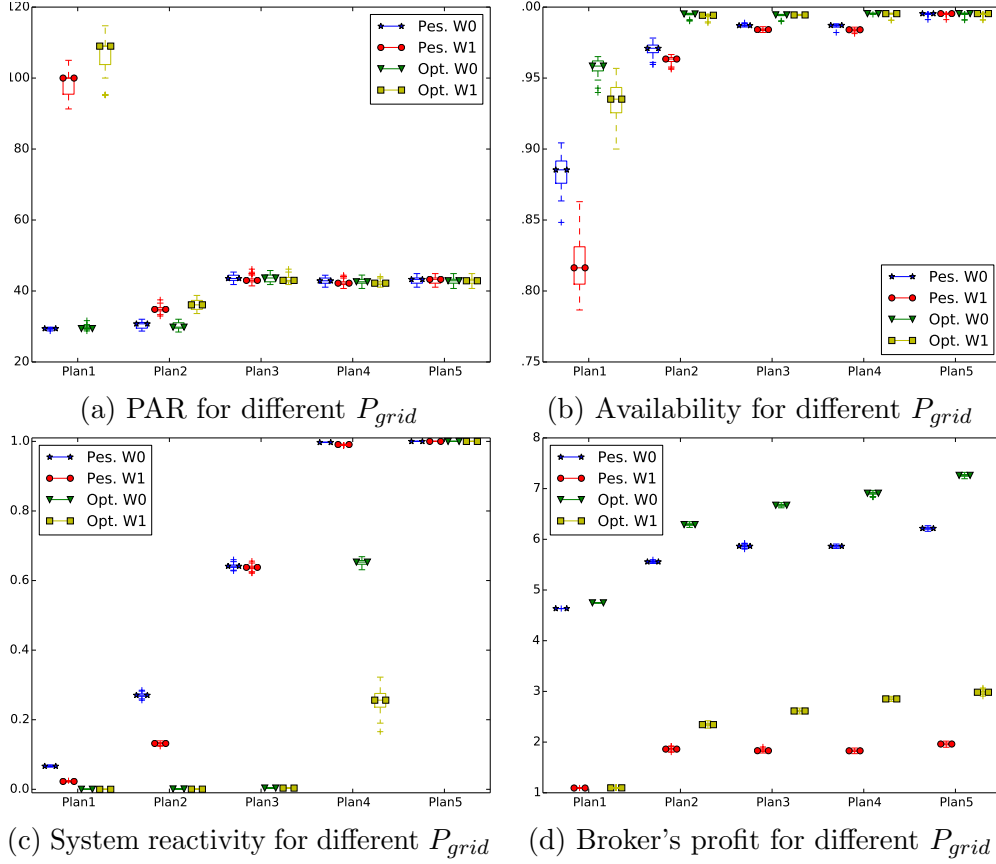 120
100
80
60
40
20
Pes. W0
Pes. W1
Opt. W0
Opt. W1
Plan1 Plan2 Plan3 Plan4 Plan5
(a) PAR for different P_grid
.00
.95
.90
.85
.80
.75
Pes. W0
Pes. W1
Opt. W0
Opt. W1
Plan1 Plan2 Plan3 Plan4 Plan5
(b) Availability for different P_grid
1.0
0.8
0.6
0.4
0.2
0.0
Pes. W0
Pes. W1
Opt. W0
Opt. W1
Plan1 Plan2 Plan3 Plan4 Plan5
(c) System reactivity for different P_grid
8
7
6
5
4
3
2
1
Pes. W0
Pes. W1
Opt. W0
Opt. W1
Plan1 Plan2 Plan3 Plan4 Plan5
(d) Broker's profit for different P_grid